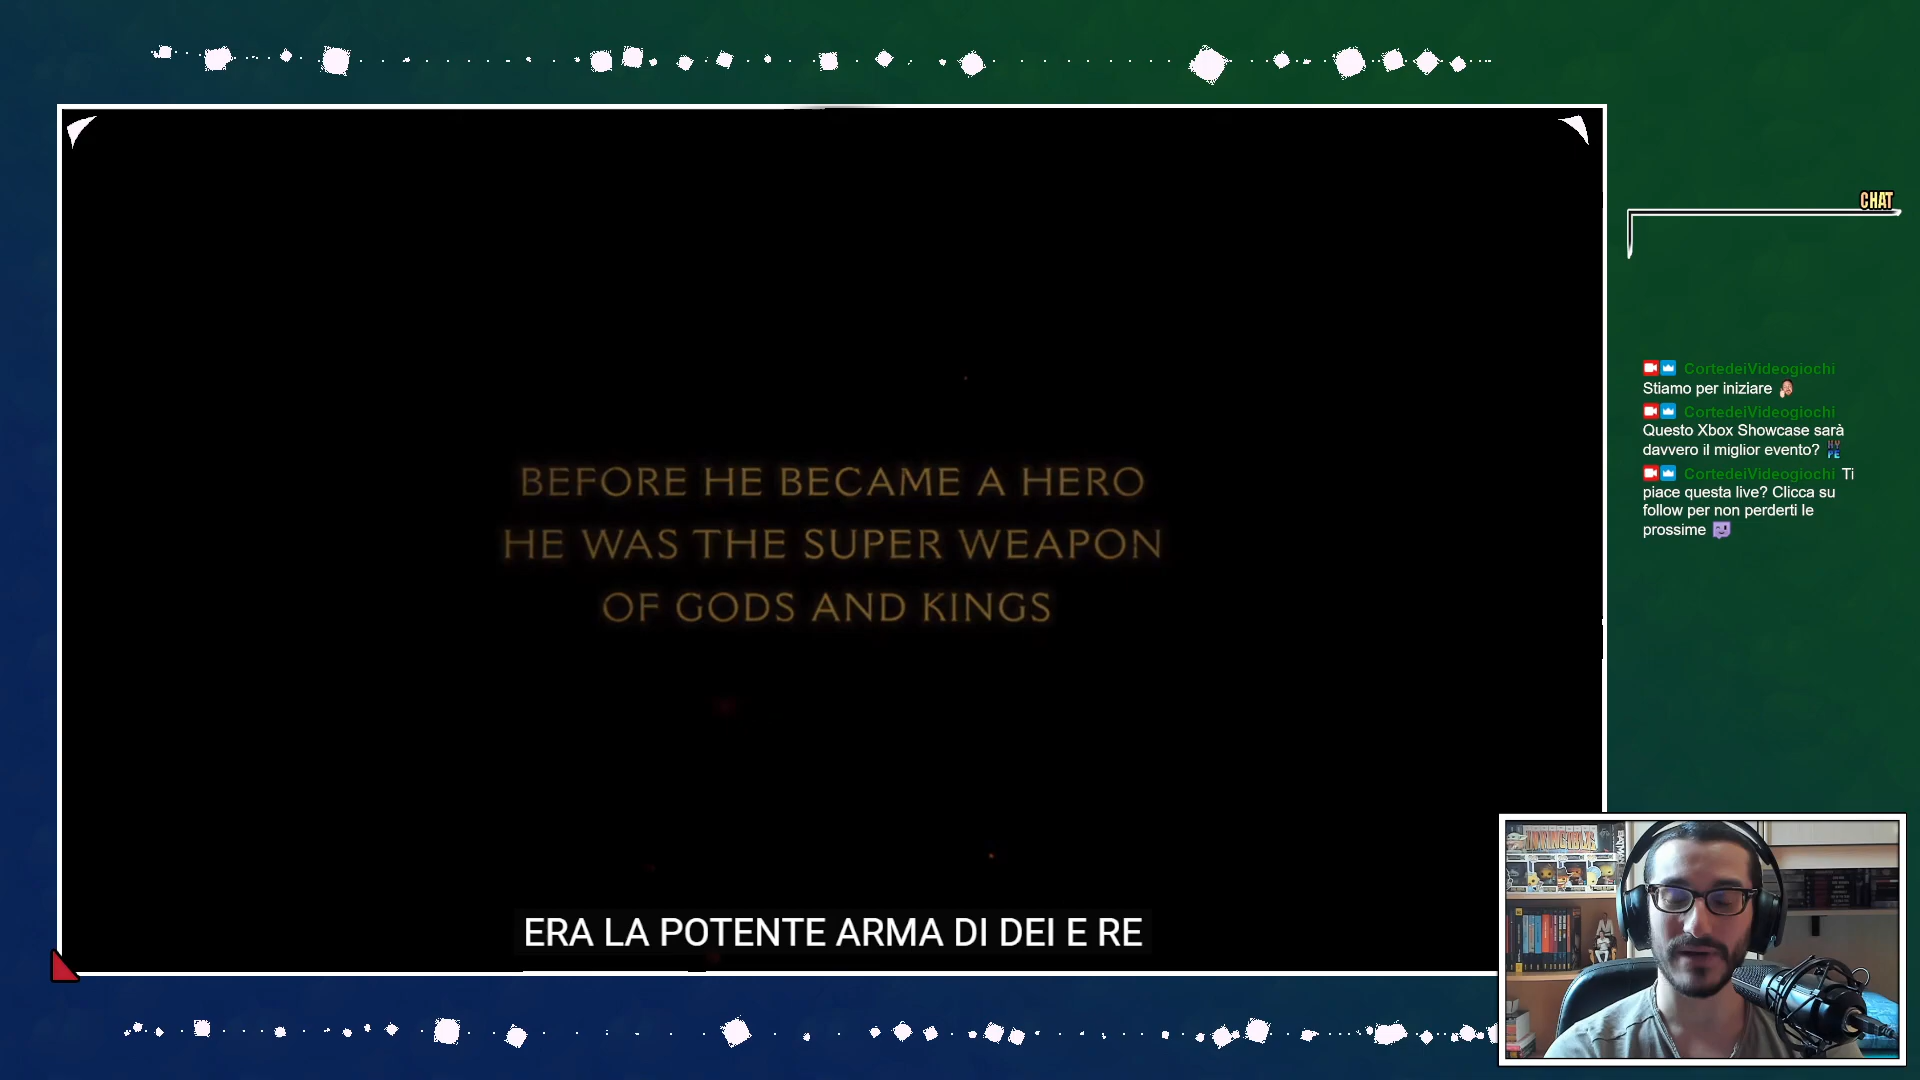 CHAT
BEFORE HE BECAME A HERO
HE WAS THE SUPER WEAPON
OF GODS AND KINGS
ERA LA POTENTE ARMA DI DEI E RE
CortedeiVideogiochi
Stiamo per iniziare
CortedeiVideogiochi
Questo Xbox Showcase sarà
davvero il miglior evento?
CortedeiVideogiochi Ti
piace questa live? Clicca su
follow per non perderti le
prossime
INVINCIBLE